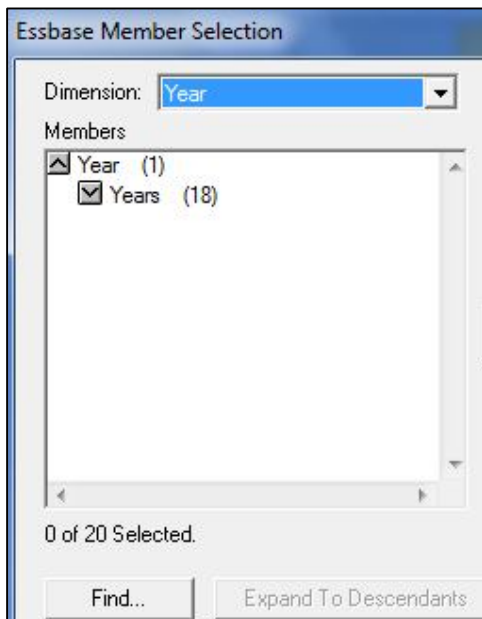 Essbase Member Selection
Dimension: Year
Members
Year (1)
Years (18)
0 of 20 Selected.
Find... Expand To Descendants